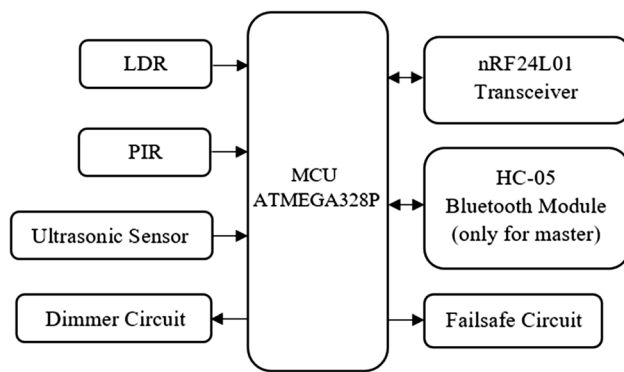 LDR
PIR
Ultrasonic Sensor
Dimmer Circuit
MCU
ATMEGA328P
nRF24L01
Transceiver
HC-05
Bluetooth Module
(only for master)
Failsafe Circuit